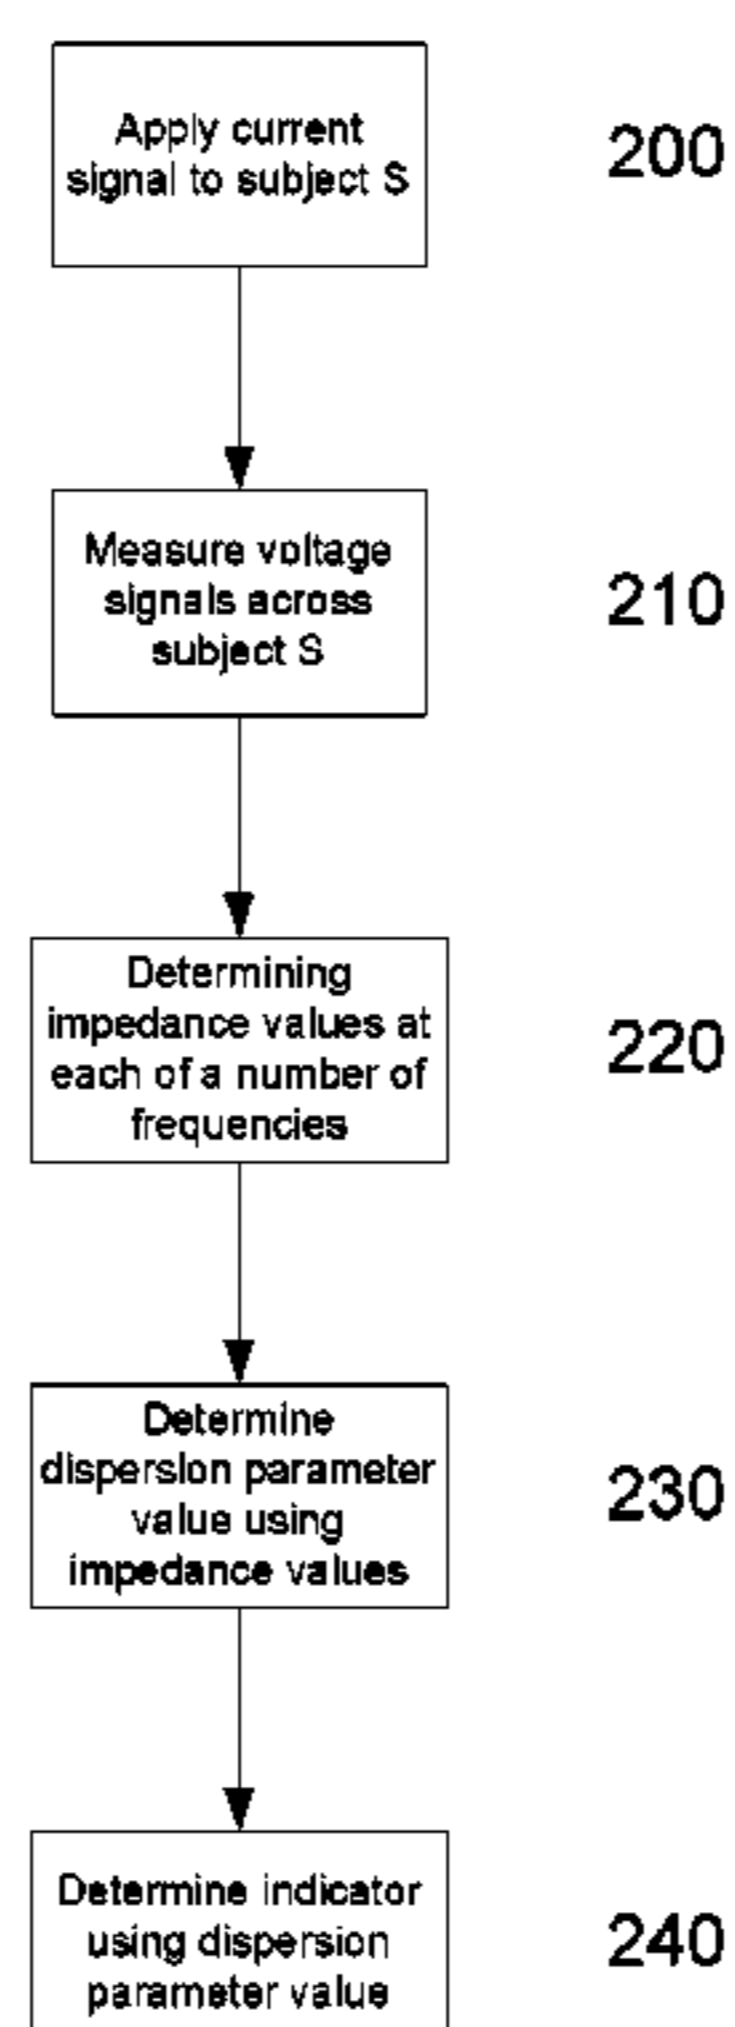 Apply current
signal to subject S
200
Measure voltage
signals across
subject S
210
Determining
impedance values at
each of a number of
frequencies
220
Determine
dispersion parameter
value using
impedance values
230
Determine indicator
using dispersion
parameter value
240